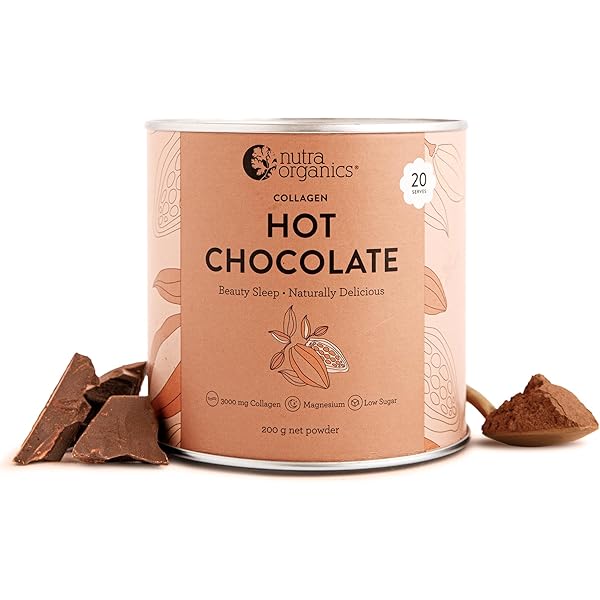 nutra
organics®
20
SERVES
COLLAGEN
HOT
CHOCOLATE
Beauty Sleep • Naturally Delicious
3000 mg Collagen Magnesium Low Sugar
200 g net powder